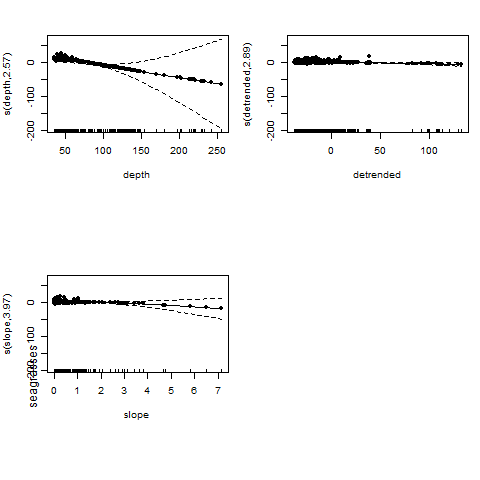 s(depth,2.57)
0
-100
-200
50 100 150 200 250
depth
s(detrended,2.89)
0
-100
-200
0 50 100
detrended
s(slope,3.97)
seagrasses
0
100
-200
0 1 2 3 4 5 6 7
slope